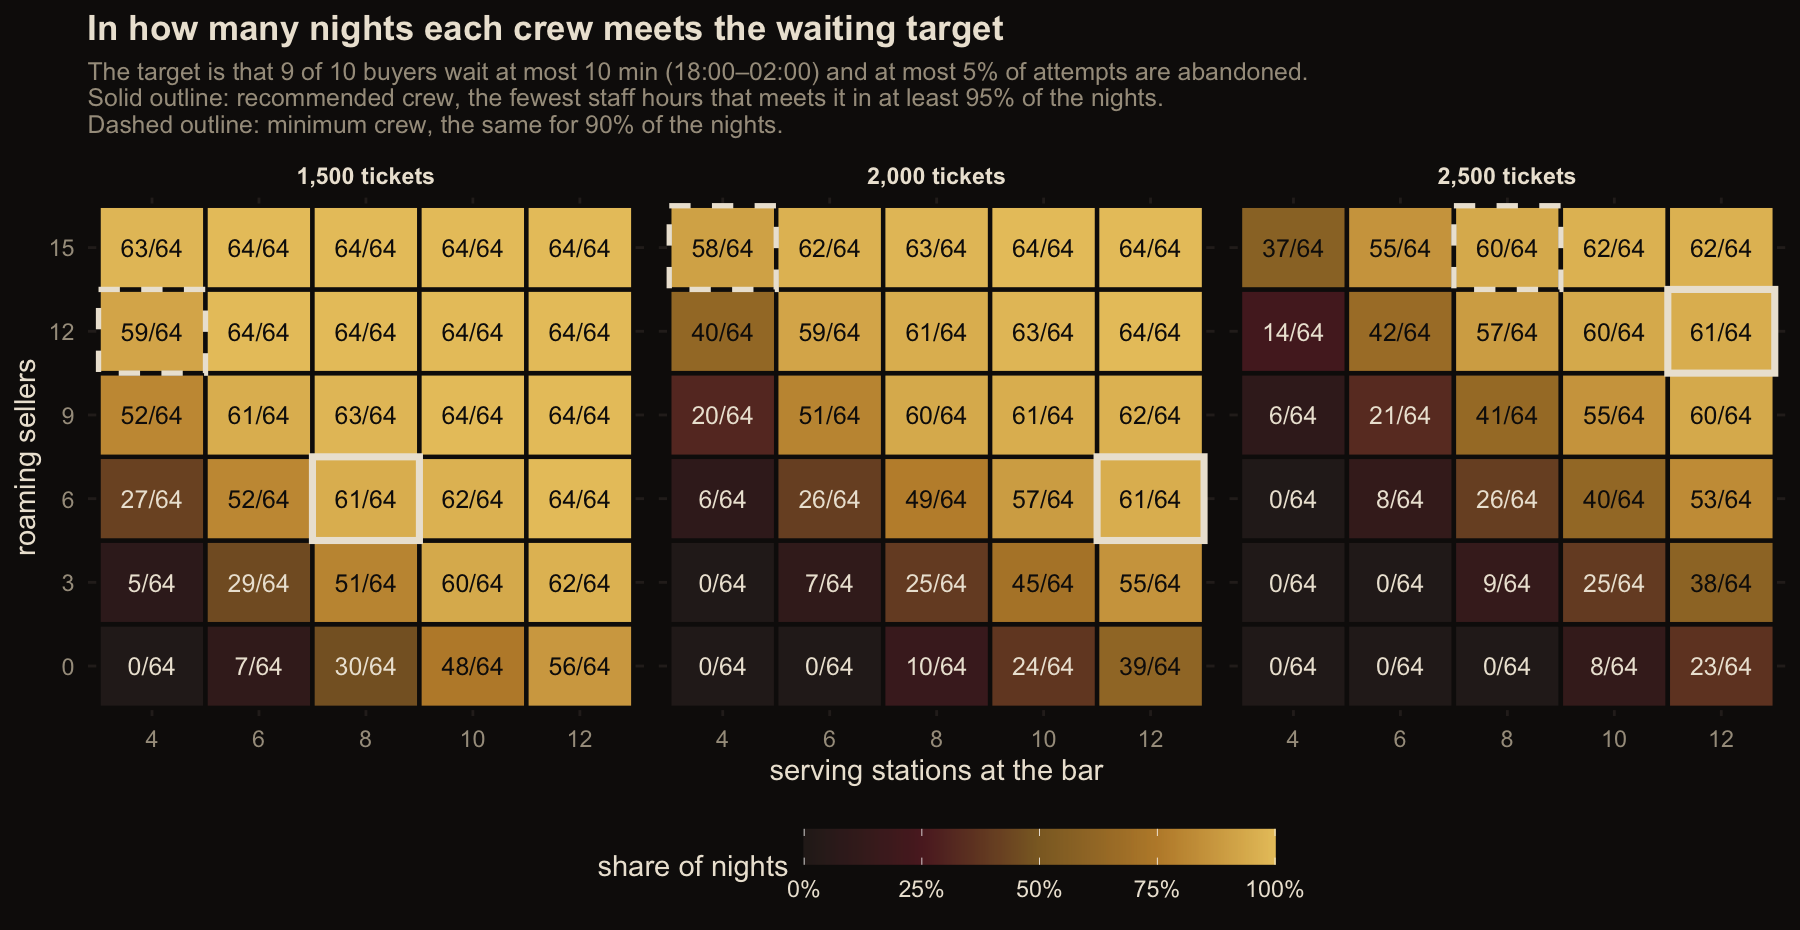 In how many nights each crew meets the waiting target
The target is that 9 of 10 buyers wait at most 10 min (18:00–02:00) and at most 5% of attempts are abandoned.
Solid outline: recommended crew, the fewest staff hours that meets it in at least 95% of the nights.
Dashed outline: minimum crew, the same for 90% of the nights.
1,500 tickets 2,000 tickets 2,500 tickets
roaming sellers
15 63/64 64/64 64/64 64/64 64/64 58/64 62/64 63/64 64/64 64/64 37/64 55/64 60/64 62/64 62/64
12 59/64 64/64 64/64 64/64 64/64 40/64 59/64 61/64 63/64 64/64 14/64 42/64 57/64 60/64 61/64
9 52/64 61/64 63/64 64/64 64/64 20/64 51/64 60/64 61/64 62/64 6/64 21/64 41/64 55/64 60/64
6 27/64 52/64 61/64 62/64 64/64 6/64 26/64 49/64 57/64 61/64 0/64 8/64 26/64 40/64 53/64
3 5/64 29/64 51/64 60/64 62/64 0/64 7/64 25/64 45/64 55/64 0/64 0/64 9/64 25/64 38/64
0 0/64 7/64 30/64 48/64 56/64 0/64 0/64 10/64 24/64 39/64 0/64 0/64 0/64 8/64 23/64
4 6 8 10 12 4 6 8 10 12 4 6 8 10 12
serving stations at the bar
share of nights
0% 25% 50% 75% 100%